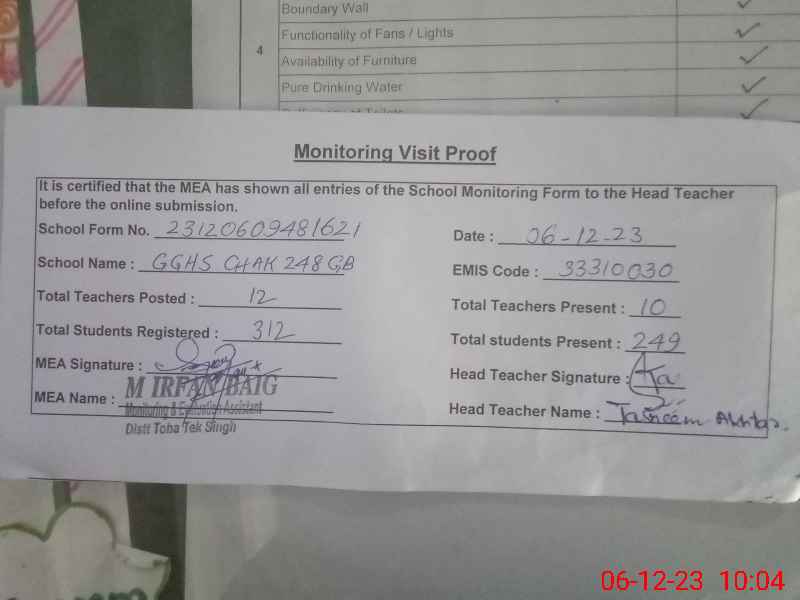 Boundary Wall
4
Functionality of Fans / Lights
Availability of Furniture
Pure Drinking Water
Monitoring Visit Proof
It is certified that the MEA has shown all entries of the School Monitoring Form to the Head Teacher
before the online submission.
School Form No. 23120609481621
Date : 06-12-23
School Name : GGHS CHAK 248 GB
EMIS Code : 33310030
Total Teachers Posted : 12
Total Teachers Present : 10
Total Students Registered : 312
Total students Present : 249
MEA Signature :
Head Teacher Signature :
M IRFAN BAIG
MEA Name :
Monitoring & Evaluation Assistant
Distt Toba Tek Singh
Head Teacher Name : Tasneem Akhtar.
06-12-23 10:04